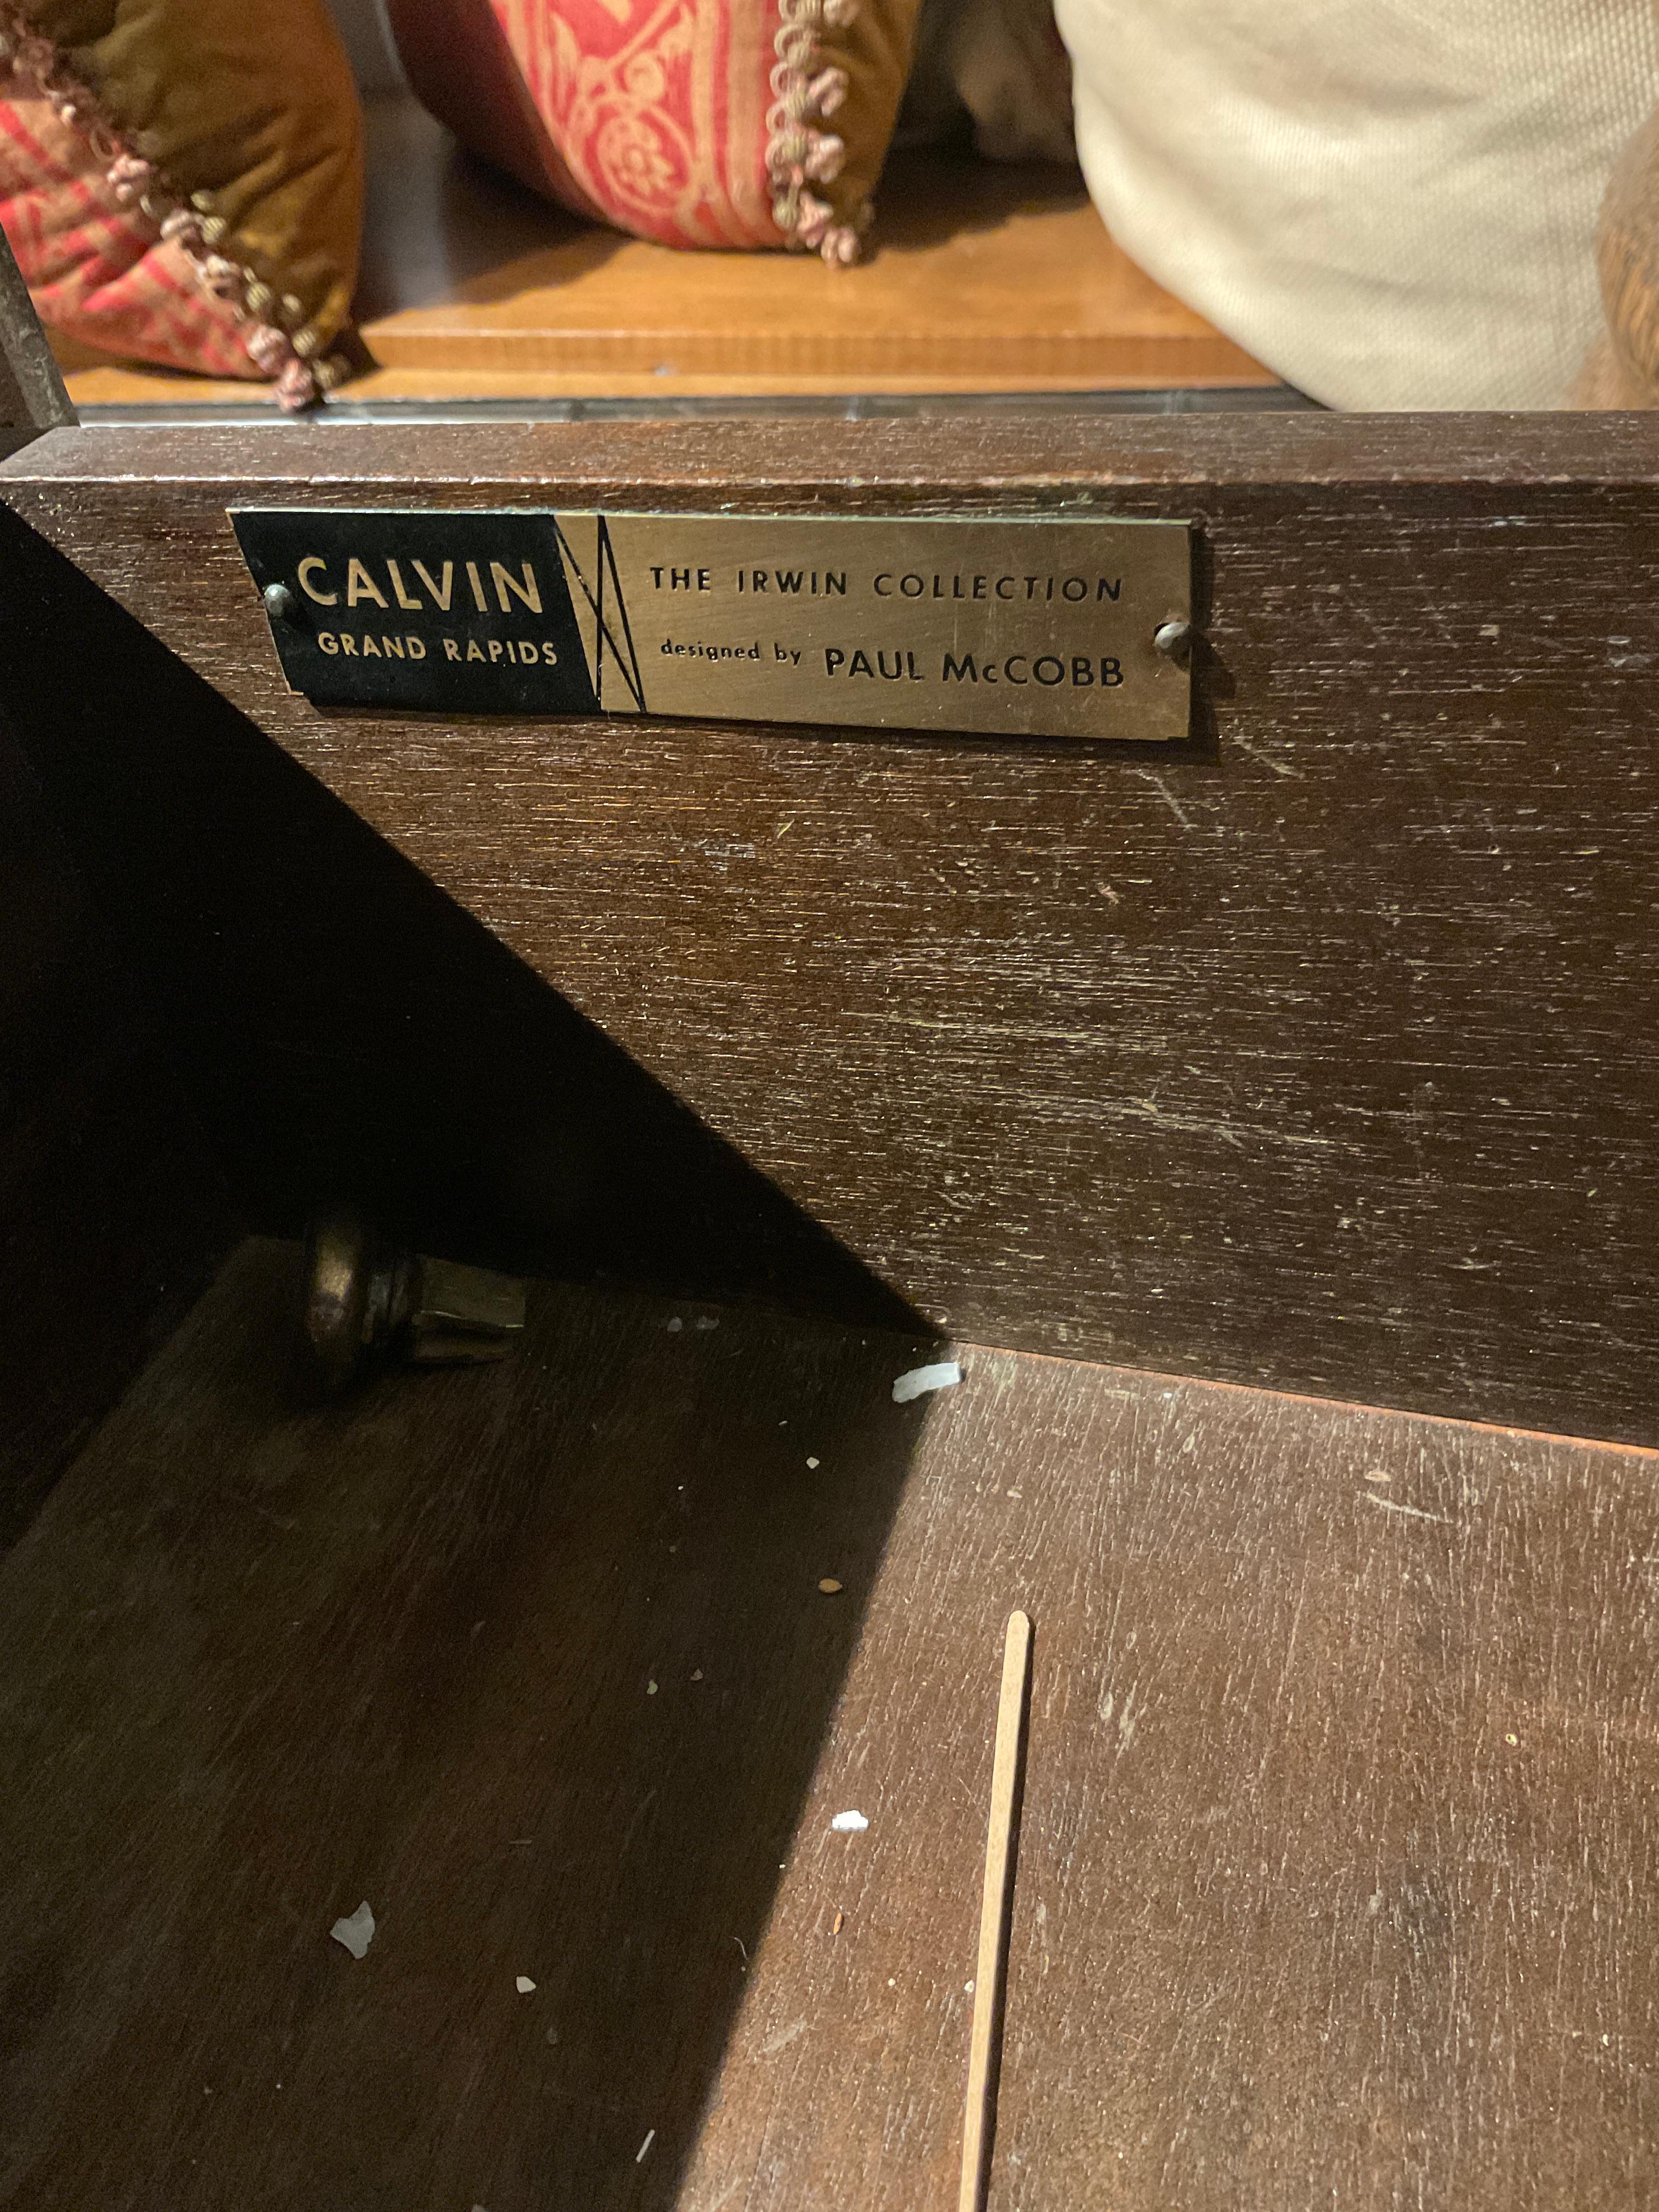 CALVIN
GRAND RAPIDS
THE IRWIN COLLECTION
designed by PAUL McCOBB